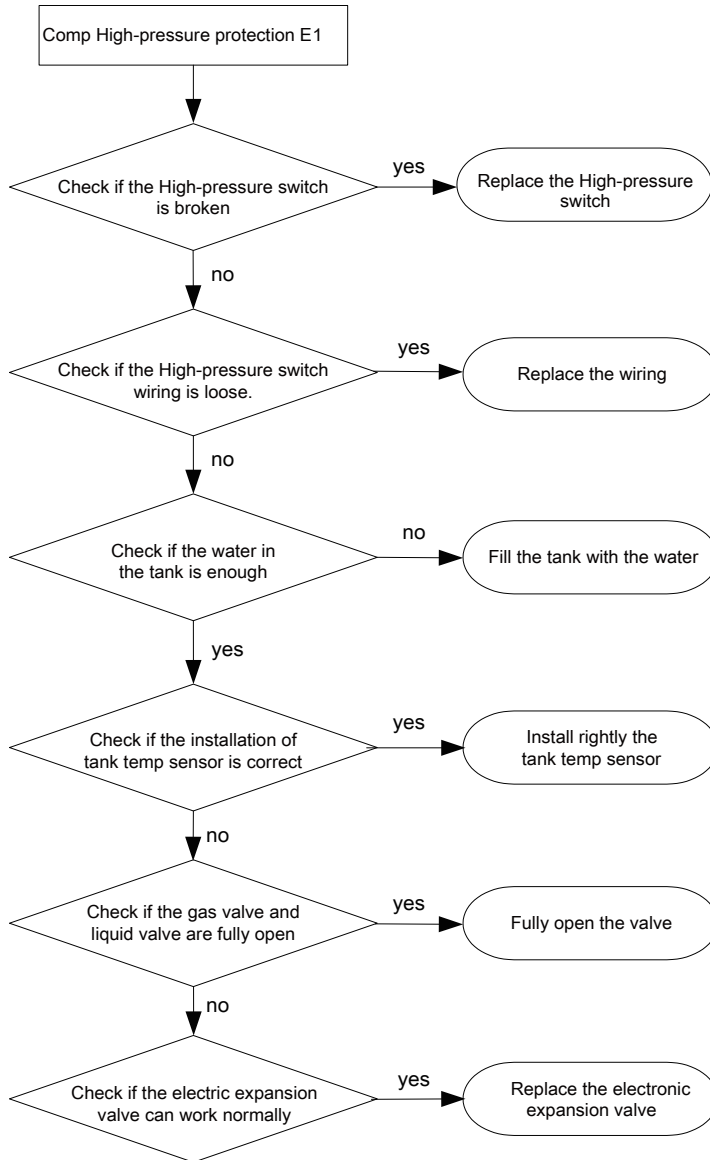 Comp High-pressure protection E1
Check if the High-pressure switch
is broken
yes
Replace the High-pressure
switch
no
Check if the High-pressure switch
wiring is loose.
yes
Replace the wiring
no
Check if the water in
the tank is enough
no
Fill the tank with the water
yes
Check if the installation of
tank temp sensor is correct
yes
Install rightly the
tank temp sensor
no
Check if the gas valve and
liquid valve are fully open
yes
Fully open the valve
no
Check if the electric expansion
valve can work normally
yes
Replace the electronic
expansion valve